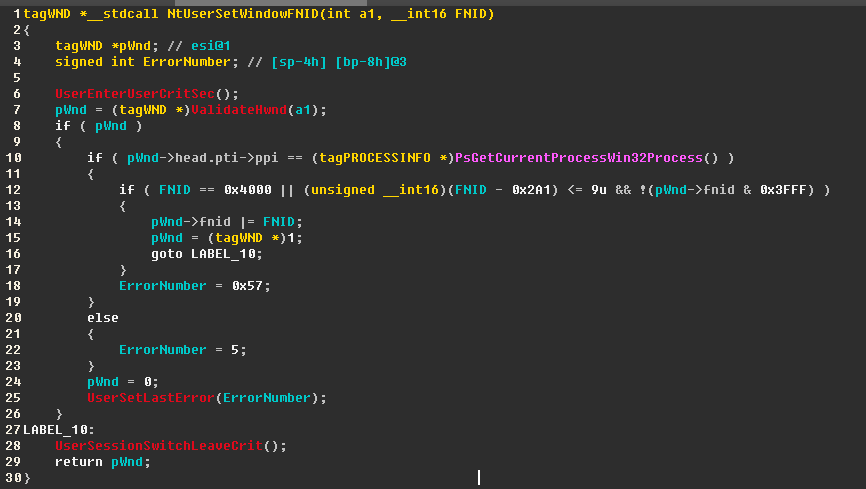 1 tagWND *__stdcall NtUserSetWindowFNID(int a1, __int16 FNID)
2 {
3     tagWND *pWnd; // esi@1
4     signed int ErrorNumber; // [sp-4h] [bp-8h]@3
5
6     UserEnterUserCritSec();
7     pWnd = (tagWND *)ValidateHwnd(a1);
8     if ( pWnd )
9     {
10         if ( pWnd->head.pti->ppi == (tagPROCESSINFO *)PsGetCurrentProcessWin32Process() )
11         {
12             if ( FNID == 0x4000 || (unsigned __int16)(FNID - 0x2A1) <= 9u && !(pWnd->fnid & 0x3FFF) )
13             {
14                 pWnd->fnid |= FNID;
15                 pWnd = (tagWND *)1;
16                 goto LABEL_10;
17             }
18             ErrorNumber = 0x57;
19         }
20         else
21         {
22             ErrorNumber = 5;
23         }
24         pWnd = 0;
25         UserSetLastError(ErrorNumber);
26     }
27 LABEL_10:
28     UserSessionSwitchLeaveCrit();
29     return pWnd;
30 }